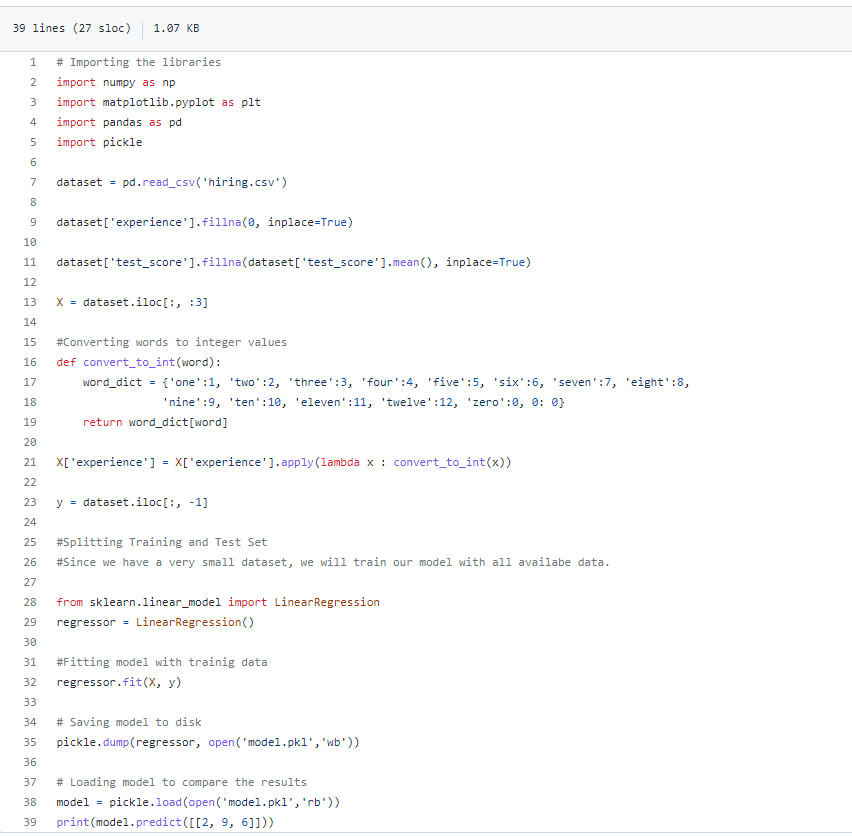 39 lines (27 sloc) 1.07 KB
1 # Importing the libraries
2 import numpy as np
3 import matplotlib.pyplot as plt
4 import pandas as pd
5 import pickle
6
7 dataset = pd.read_csv('hiring.csv')
8
9 dataset['experience'].fillna(0, inplace=True)
10
11 dataset['test_score'].fillna(dataset['test_score'].mean(), inplace=True)
12
13 X = dataset.iloc[:, :3]
14
15 #Converting words to integer values
16 def convert_to_int(word):
17     word_dict = {'one':1, 'two':2, 'three':3, 'four':4, 'five':5, 'six':6, 'seven':7, 'eight':8,
18                 'nine':9, 'ten':10, 'eleven':11, 'twelve':12, 'zero':0, 0: 0}
19     return word_dict[word]
20
21 X['experience'] = X['experience'].apply(lambda x : convert_to_int(x))
22
23 y = dataset.iloc[:, -1]
24
25 #Splitting Training and Test Set
26 #Since we have a very small dataset, we will train our model with all availabe data.
27
28 from sklearn.linear_model import LinearRegression
29 regressor = LinearRegression()
30
31 #Fitting model with trainig data
32 regressor.fit(X, y)
33
34 # Saving model to disk
35 pickle.dump(regressor, open('model.pkl','wb'))
36
37 # Loading model to compare the results
38 model = pickle.load(open('model.pkl','rb'))
39 print(model.predict([[2, 9, 6]]))